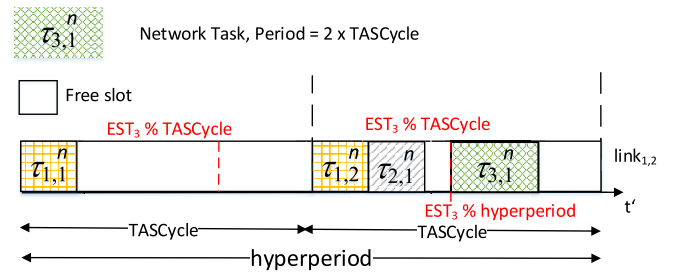 τ₃,₁ⁿ Network Task, Period = 2 x TASCycle
Free slot
EST₃ % TASCycle EST₃ % TASCycle
τ₁,₁ⁿ τ₁,₂ⁿ τ₂,₁ⁿ τ₃,₁ⁿ link₁,₂
EST₃ % hyperperiod t‘
TASCycle TASCycle
hyperperiod